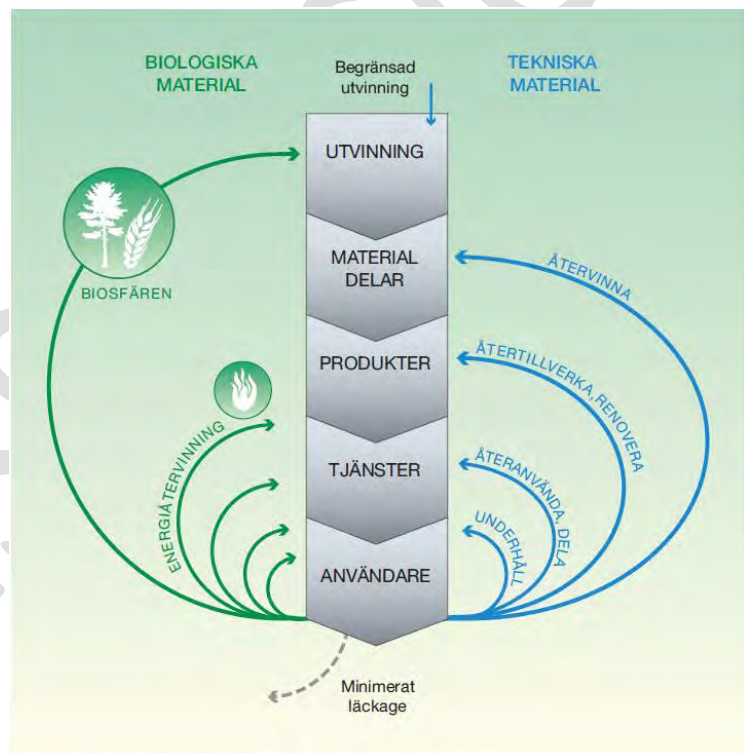 BIOLOGISKA
MATERIAL
Begränsad
utvinning
TEKNISKA
MATERIAL
UTVINNING
BIOSFÄREN
MATERIAL
DELAR
ÅTERVINNA
PRODUKTER
ÅTERTILLVERKA, RENOVERA
ENERGIÅTERVINNING
TJÄNSTER
ÅTERANVÄNDA, DELA
UNDERHÅLL
ANVÄNDARE
Minimerat
läckage